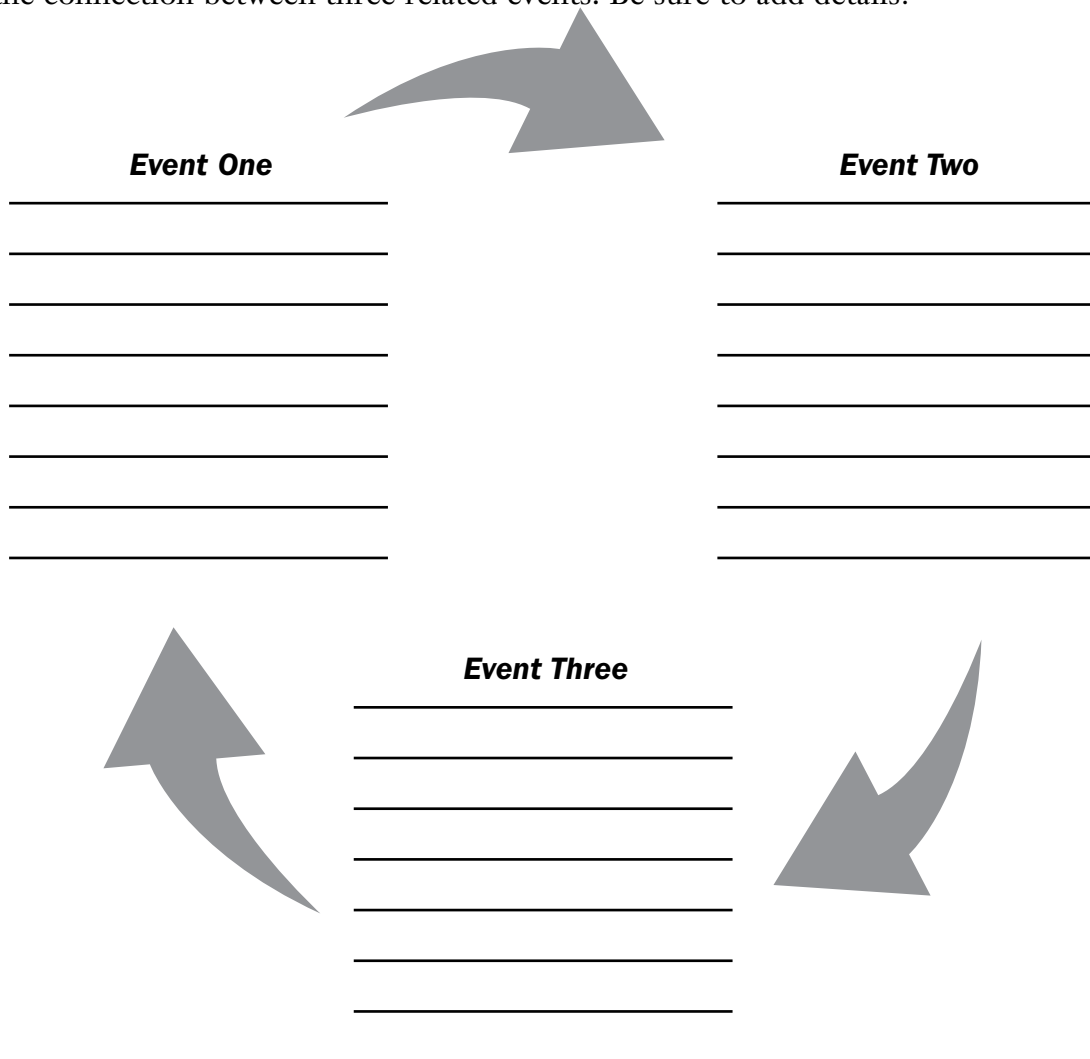 the connection between three related events. Be sure to add details.
Event One
Event Two
Event Three